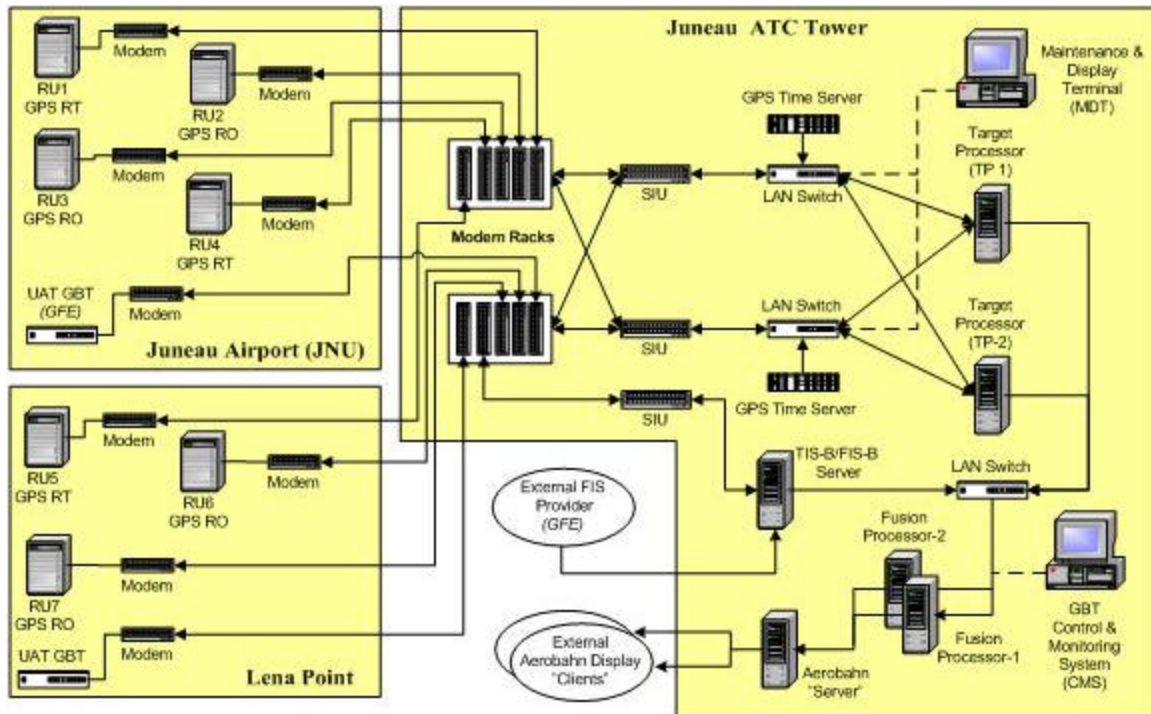 Juneau ATC Tower
RU1
GPS RT
Modem
RU2
GPS RO
Modem
RU3
GPS RO
Modem
RU4
GPS RT
Modem
UAT GBT
(GFE)
Modem
Juneau Airport (JNU)
RU5
GPS RT
Modem
RU6
GPS RO
Modem
RU7
GPS RO
Modem
UAT GBT
Modem
Lena Point
Modem Racks
SIU
SIU
SIU
GPS Time Server
LAN Switch
LAN Switch
GPS Time Server
Maintenance &
Display
Terminal
(MDT)
Target
Processor
(TP 1)
Target
Processor
(TP-2)
TIS-B/FIS-B
Server
LAN Switch
External FIS
Provider
(GFE)
Fusion
Processor-2
Fusion
Processor-1
GBT
Control &
Monitoring
System
(CMS)
External
Aerobahn Display
"Clients"
Aerobahn
"Server"